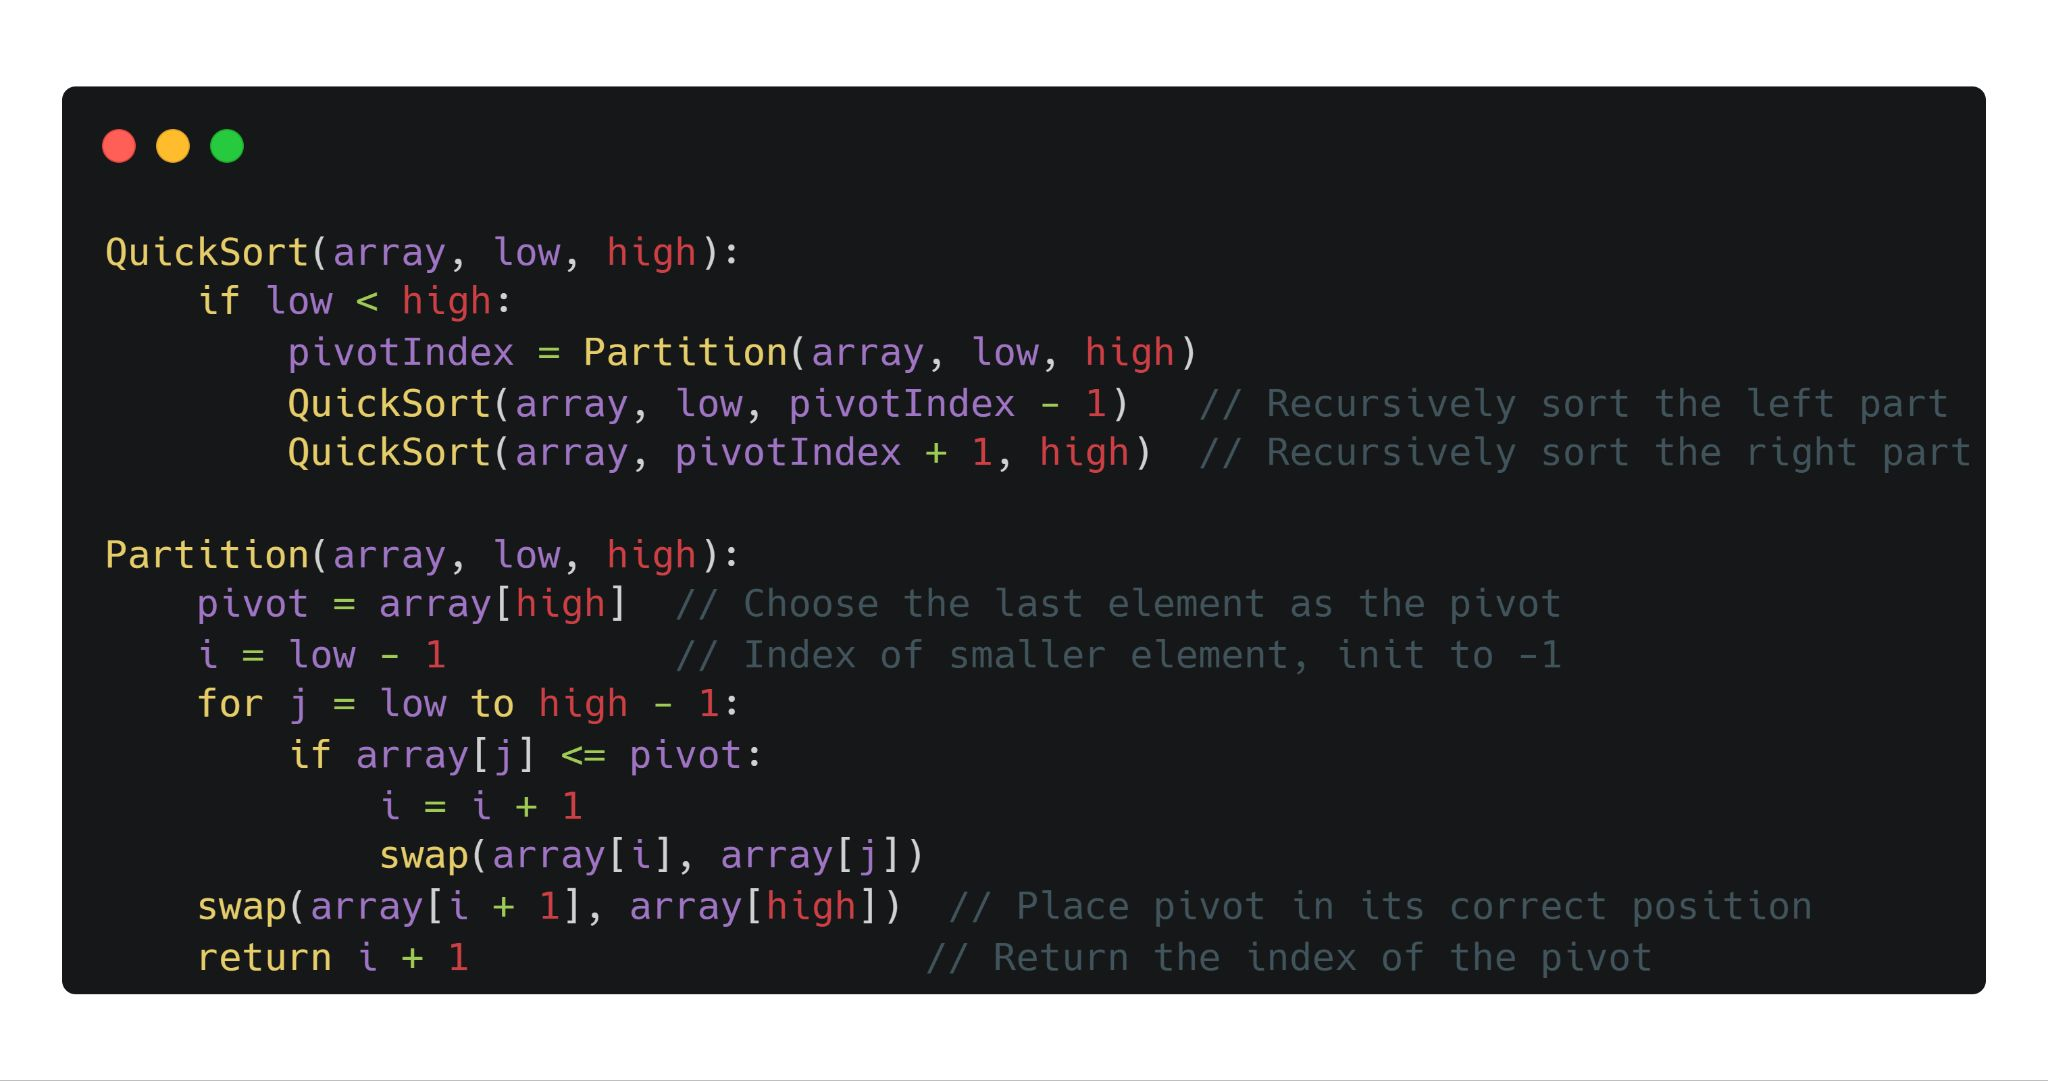 QuickSort(array, low, high):
    if low < high:
        pivotIndex = Partition(array, low, high)
        QuickSort(array, low, pivotIndex - 1)   // Recursively sort the left part
        QuickSort(array, pivotIndex + 1, high)  // Recursively sort the right part

Partition(array, low, high):
    pivot = array[high]  // Choose the last element as the pivot
    i = low - 1          // Index of smaller element, init to -1
    for j = low to high - 1:
        if array[j] <= pivot:
            i = i + 1
            swap(array[i], array[j])
    swap(array[i + 1], array[high])  // Place pivot in its correct position
    return i + 1                    // Return the index of the pivot